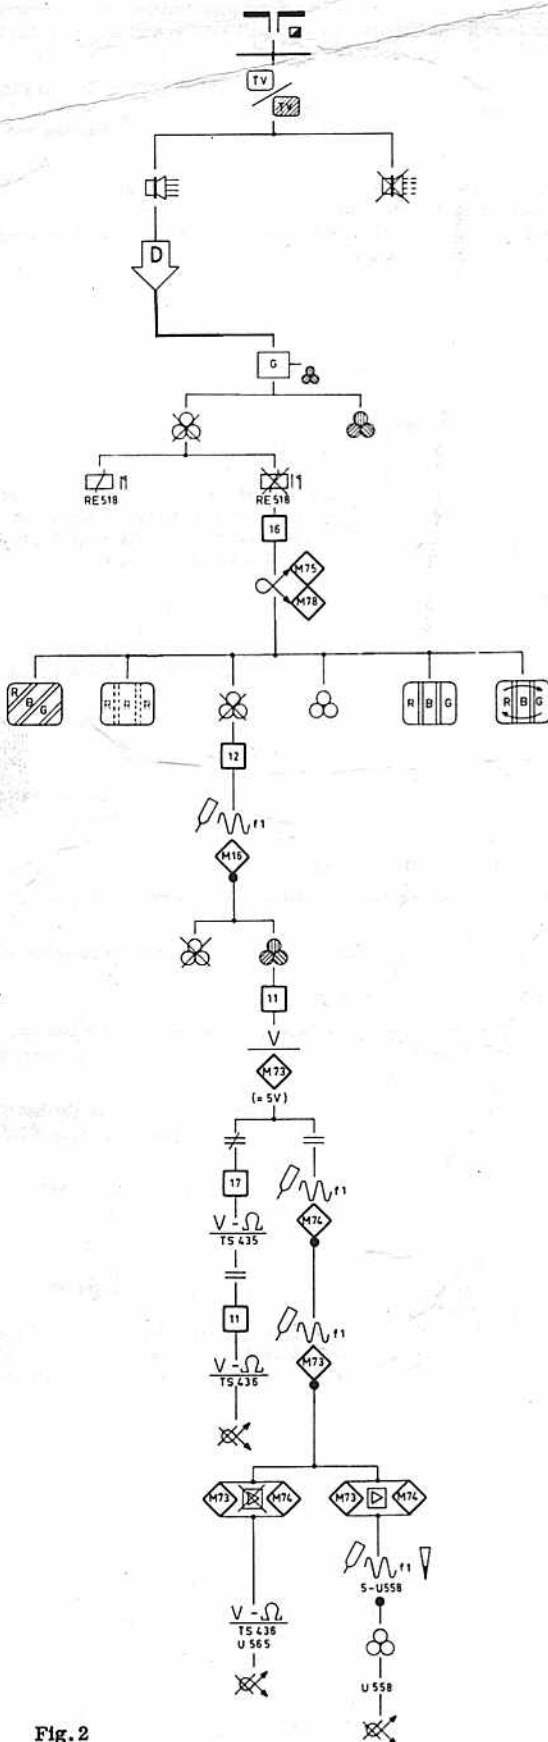 TV
TV
D
G
RE518
RE518
16
M75
M78
R B G
R R R
R B G
R B G
12
f1
M16
11
V
M73
(= 5V)
17
f1
V - Ω
M74
TS 435
11
f1
V - Ω
M73
TS 436
M73 M74
M73 M74
f1
5-U558
V - Ω
TS 436
U 565
U 558
Fig. 2